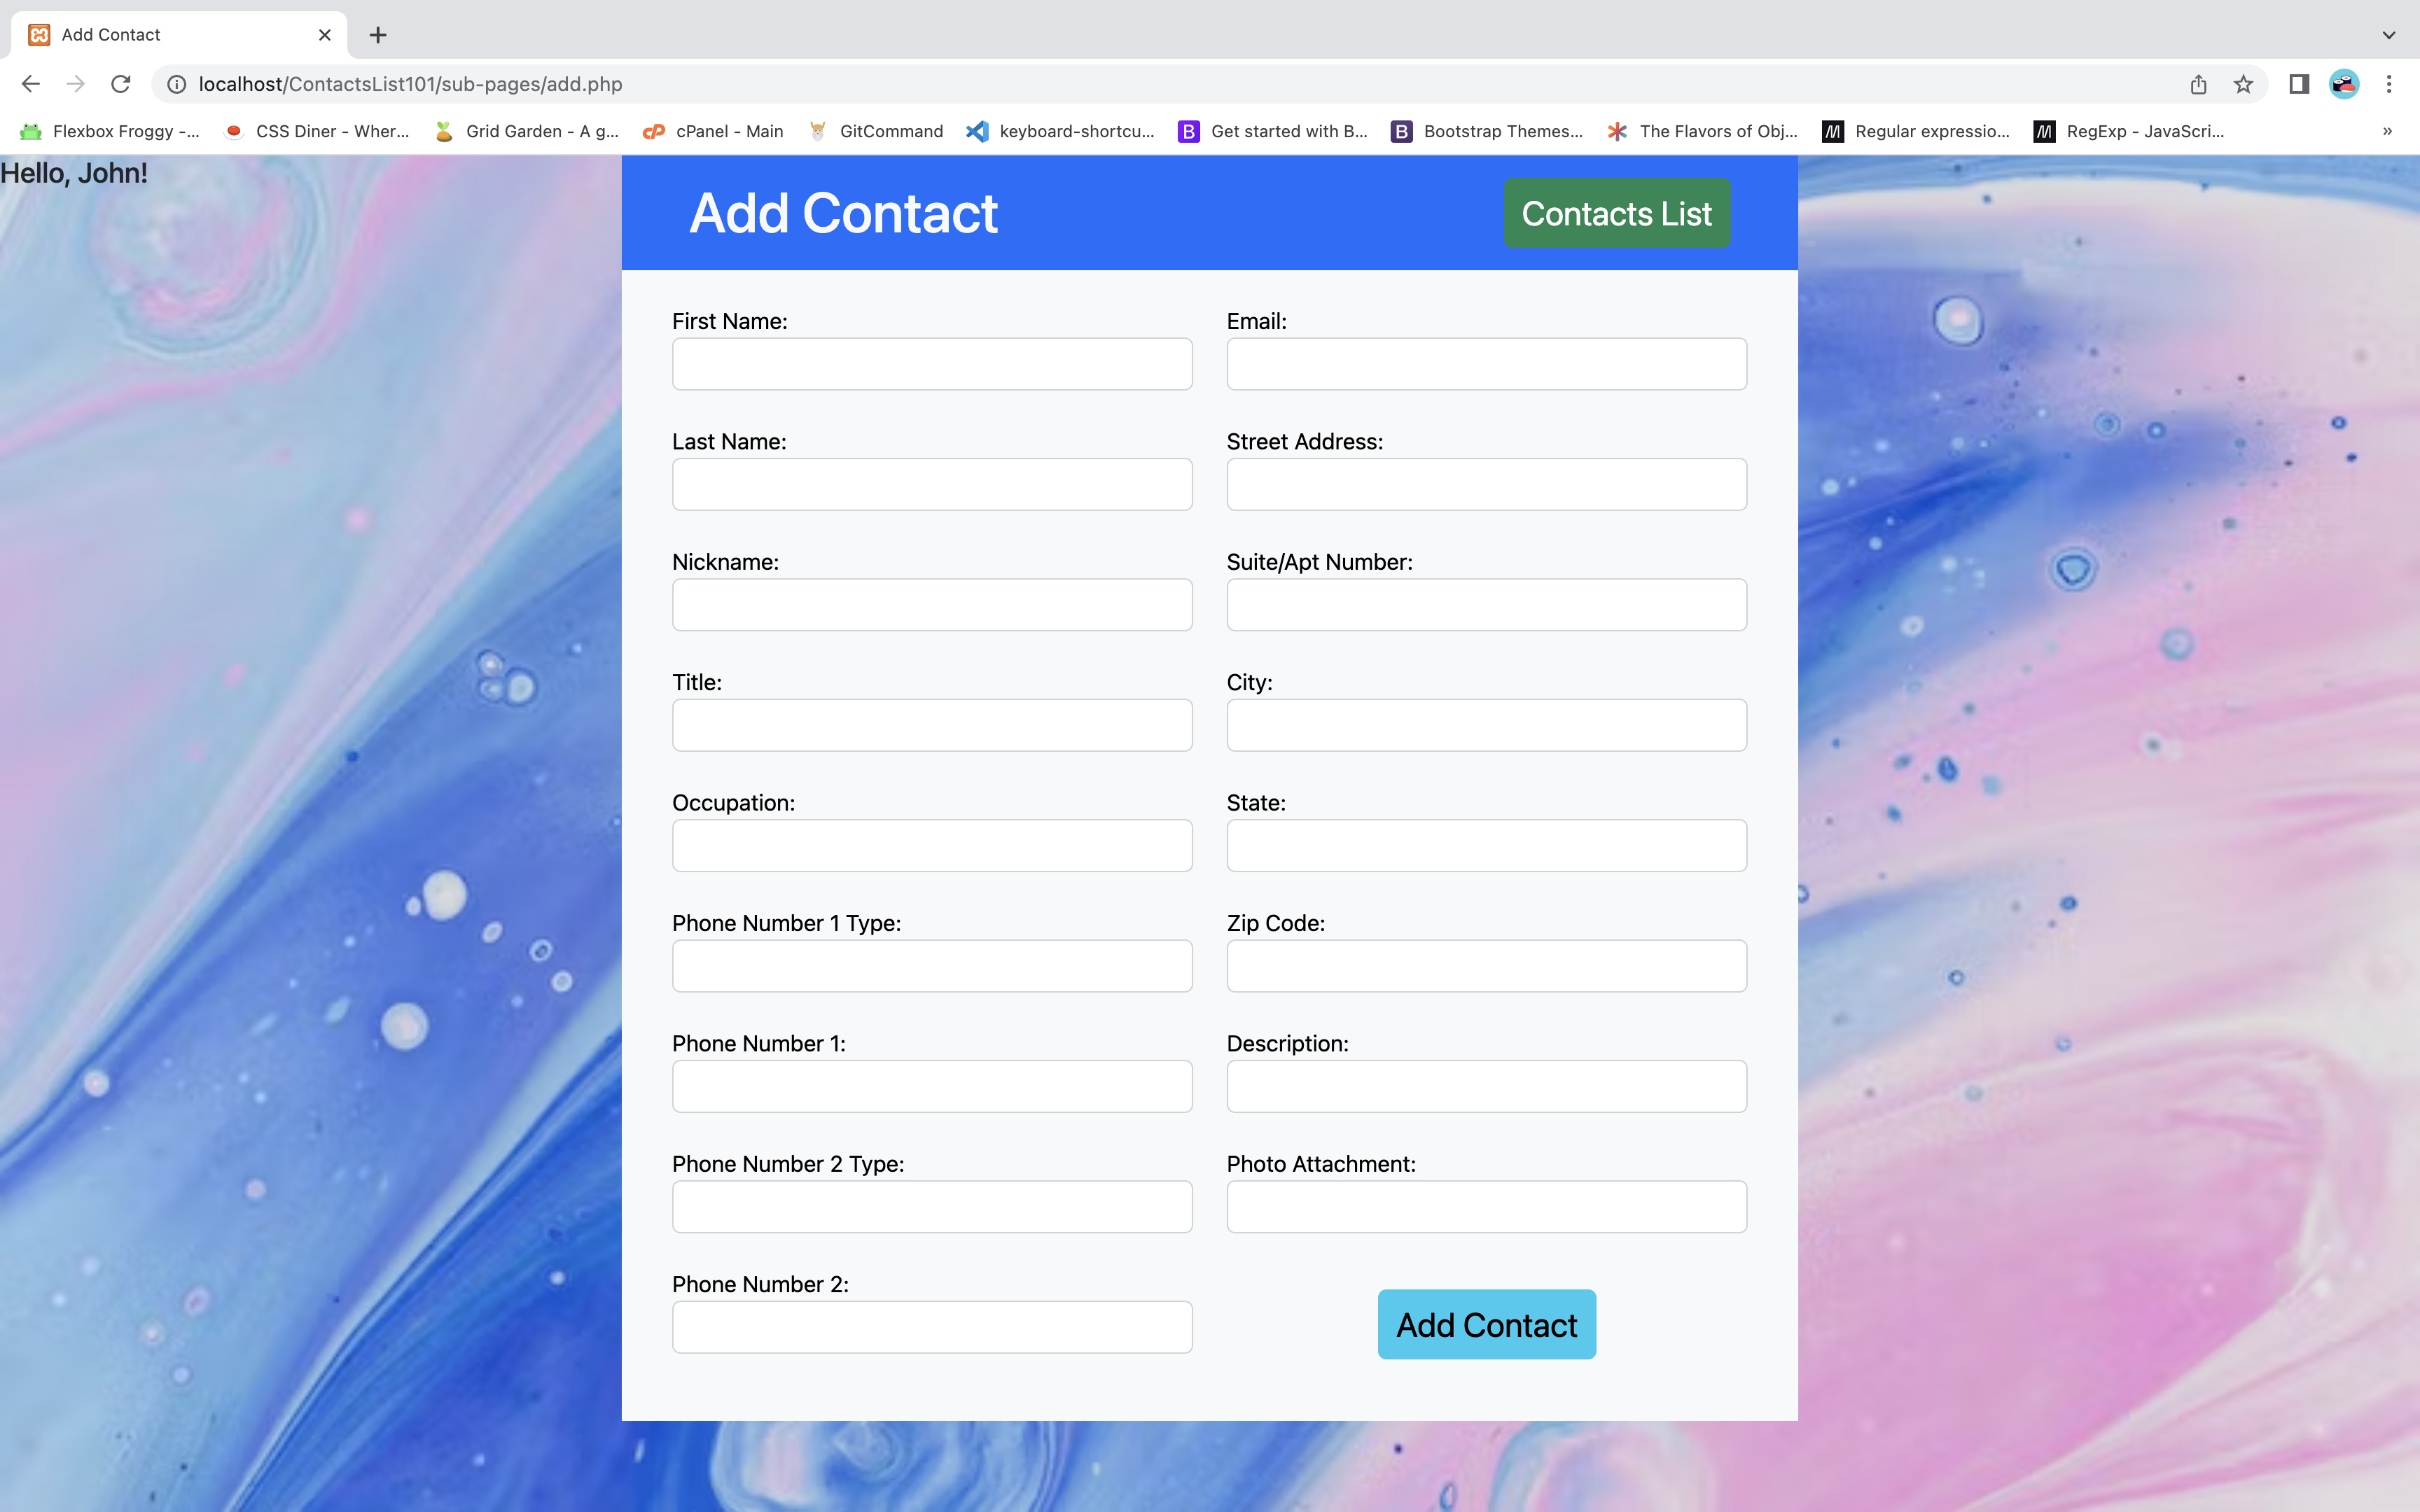 Add Contact
localhost/ContactsList101/sub-pages/add.php
Flexbox Froggy -... CSS Diner - Wher... Grid Garden - A g... cPanel - Main GitCommand keyboard-shortcu... Get started with B... Bootstrap Themes... The Flavors of Obj... Regular expressio... RegExp - JavaScri... »
Hello, John!
Add Contact
Contacts List
First Name:
Last Name:
Nickname:
Title:
Occupation:
Phone Number 1 Type:
Phone Number 1:
Phone Number 2 Type:
Phone Number 2:
Email:
Street Address:
Suite/Apt Number:
City:
State:
Zip Code:
Description:
Photo Attachment:
Add Contact